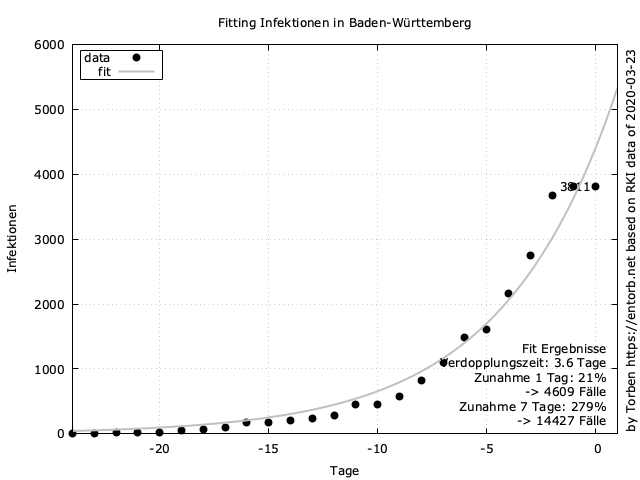 Fitting Infektionen in Baden-Württemberg
6000
5000
4000
3000
2000
1000
0
-20
-15
-10
-5
0
Infektionen
Tage
data
fit
3811
Fit Ergebnisse
Verdopplungszeit: 3.6 Tage
Zunahme 1 Tag: 21%
-> 4609 Fälle
Zunahme 7 Tage: 279%
-> 14427 Fälle
by Torben https://entorb.net based on RKI data of 2020-03-23